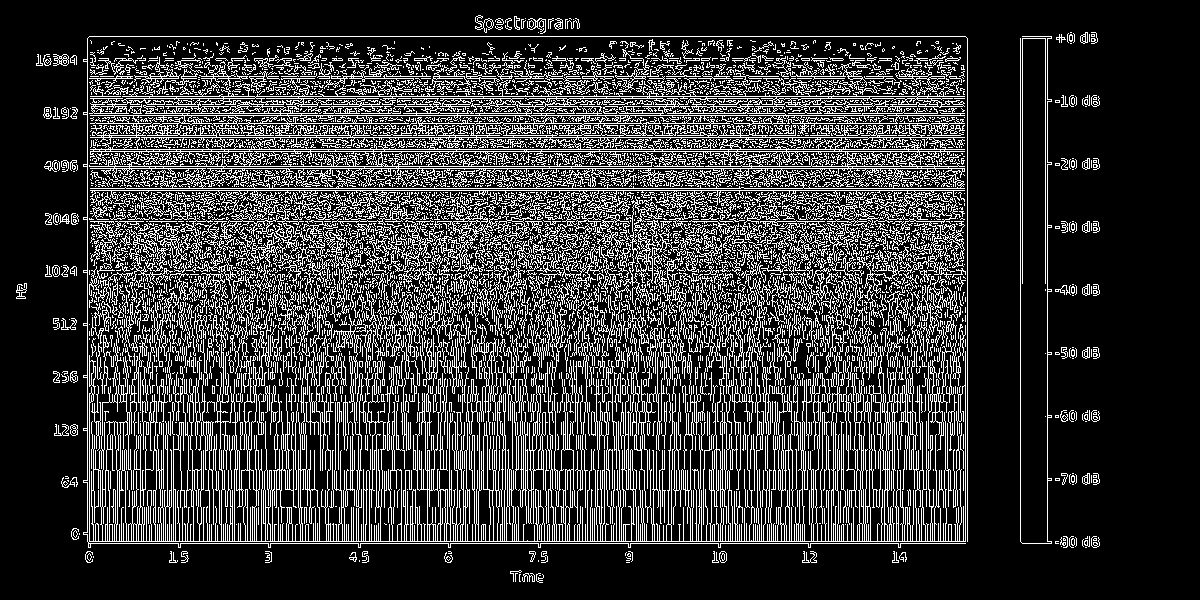 Spectrogram
+0 dB
16384
-10 dB
8192
-20 dB
4096
-30 dB
2048
1024
-40 dB
Hz
512
-50 dB
256
-60 dB
128
-70 dB
64
0
-80 dB
0 1.5 3 4.5 6 7.5 9 10 12 14
Time